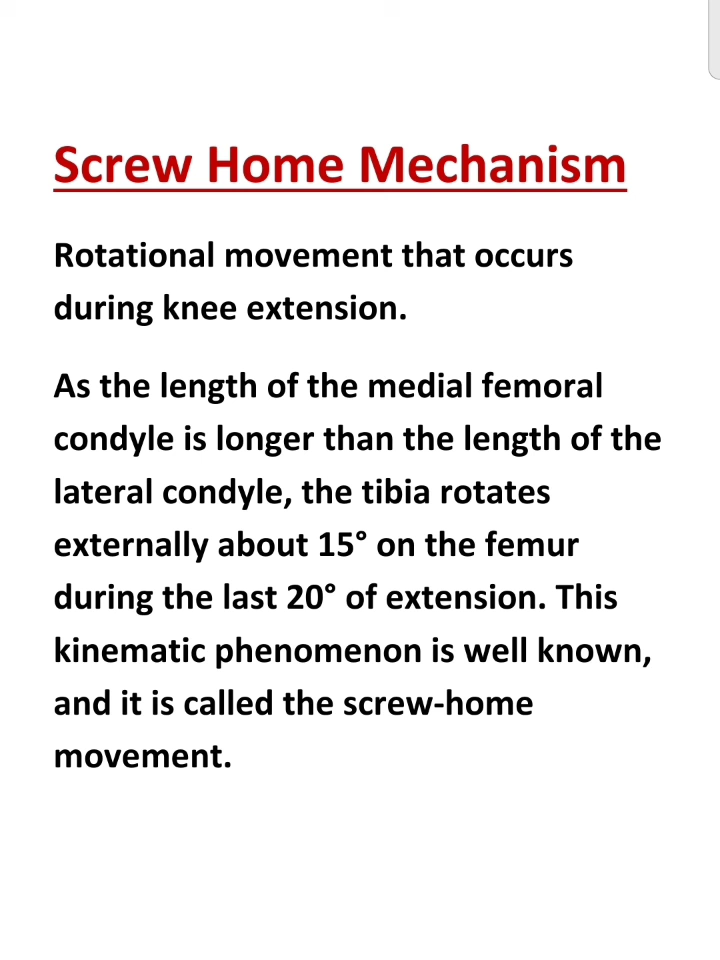 Screw Home Mechanism
Rotational movement that occurs
during knee extension.
As the length of the medial femoral
condyle is longer than the length of the
lateral condyle, the tibia rotates
externally about 15° on the femur
during the last 20° of extension. This
kinematic phenomenon is well known,
and it is called the screw-home
movement.